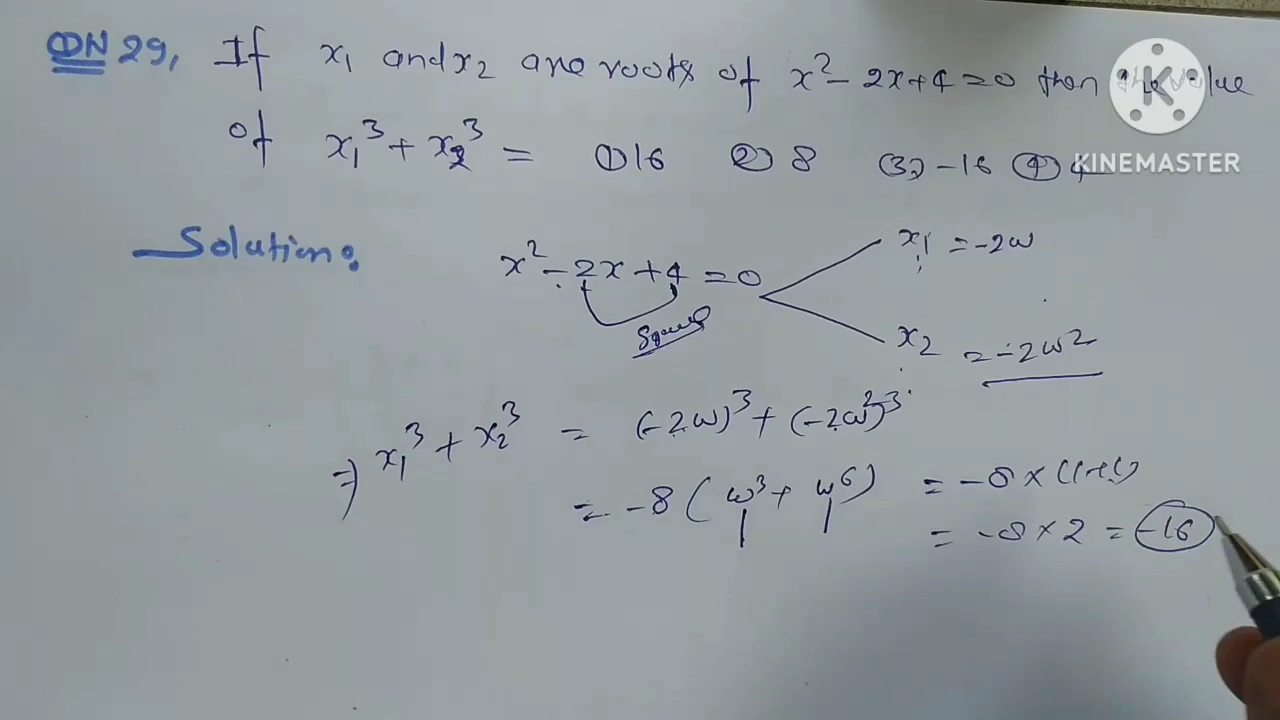 QN 29, If x₁ and x₂ are roots of x² - 2x + 4 = 0 then the value
of x₁³ + x₂³ = ① 16 ② 8 (3) -16 ④ 4
K
KINEMASTER
Solution:
x² - 2x + 4 = 0
x₁ = -2ω
Square
x₂ = -2ω²
⇒ x₁³ + x₂³ = (-2ω)³ + (-2ω²)³
= -8 (ω³ + ω⁶) = -8 × (1+1)
= -8 × 2 = -16